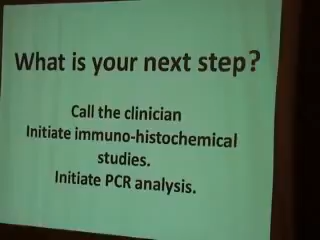 What is your next step?
Call the clinician
Initiate immuno-histochemical
studies.
Initiate PCR analysis.